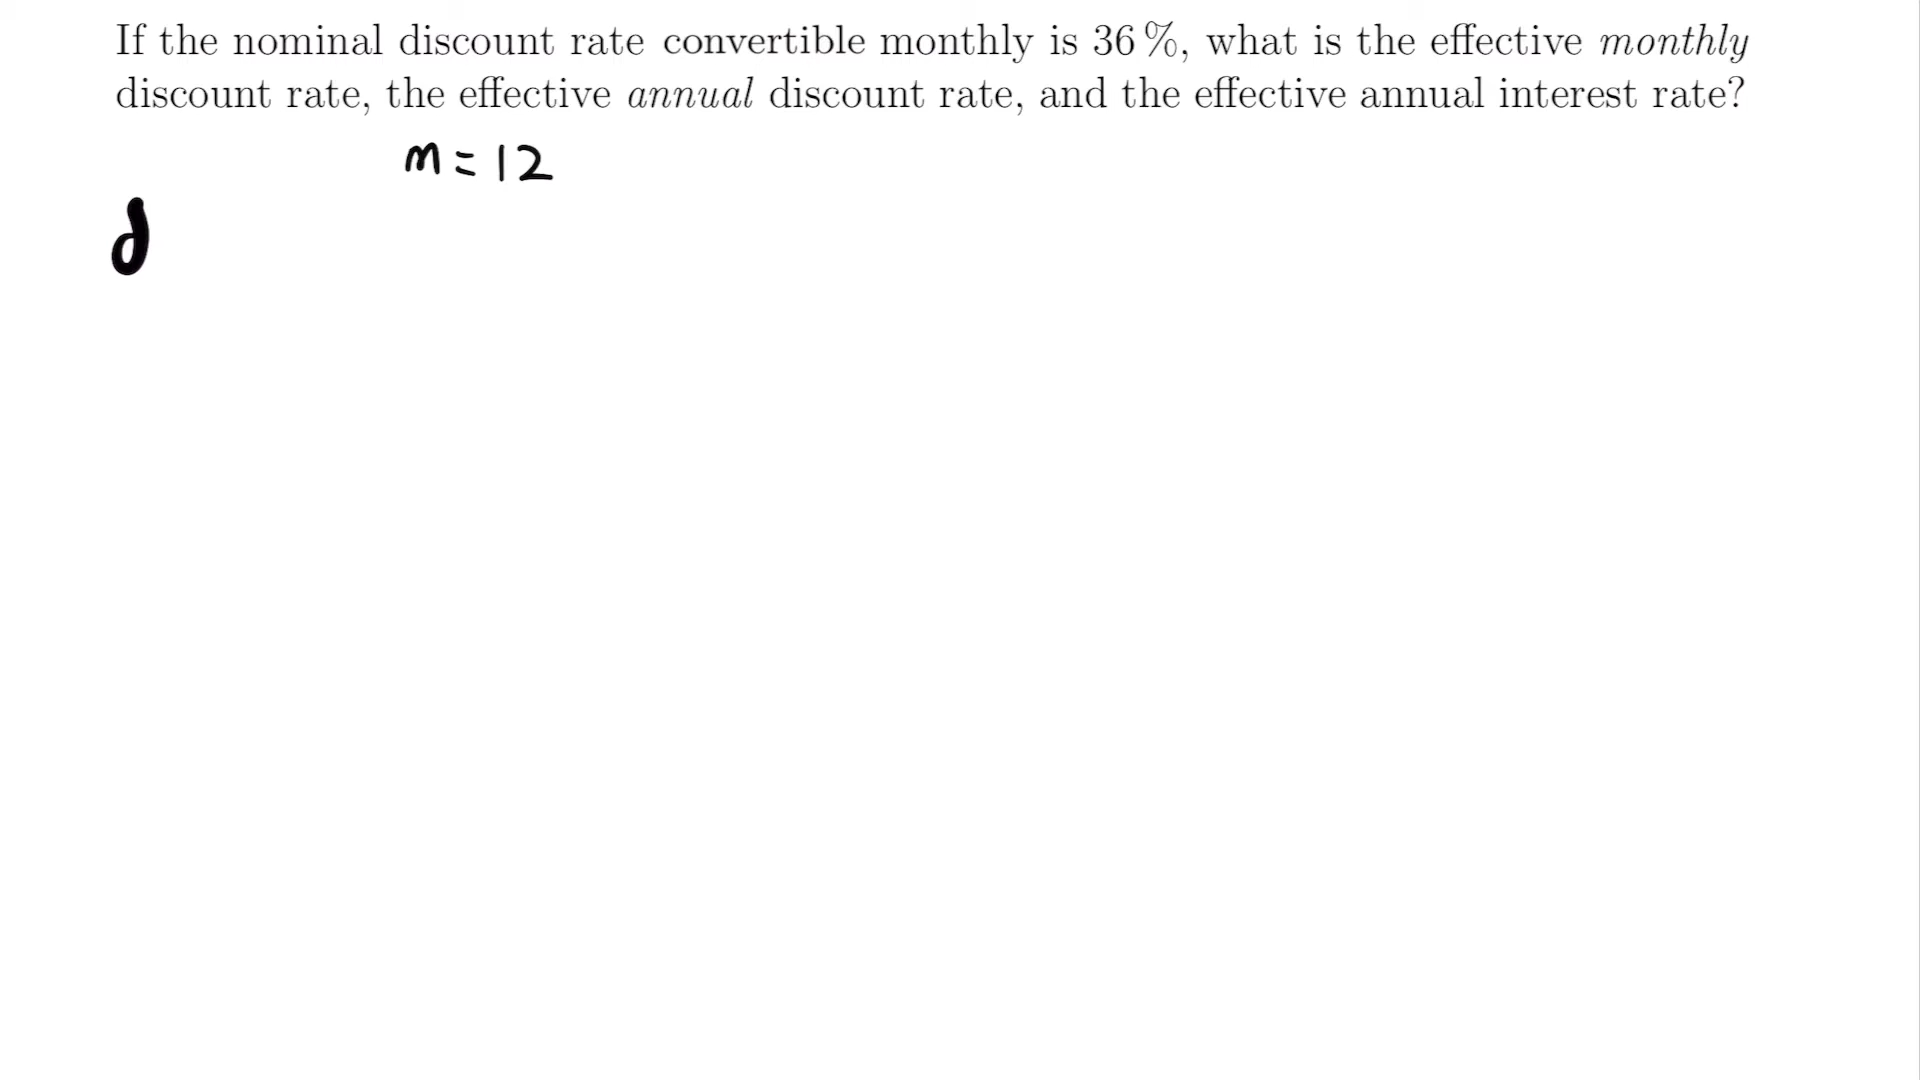 If the nominal discount rate convertible monthly is 36 %, what is the effective monthly
discount rate, the effective annual discount rate, and the effective annual interest rate?
m = 12
d